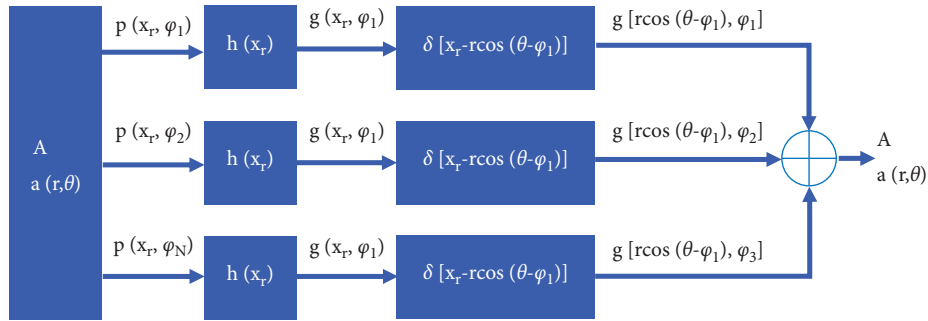 A
a (r,θ)
p (xᵣ, φ₁)
h (xᵣ)
g (xᵣ, φ₁)
δ [xᵣ-rcos (θ-φ₁)]
g [rcos (θ-φ₁), φ₁]
p (xᵣ, φ₂)
h (xᵣ)
g (xᵣ, φ₁)
δ [xᵣ-rcos (θ-φ₁)]
g [rcos (θ-φ₁), φ₂]
p (xᵣ, φ_N)
h (xᵣ)
g (xᵣ, φ₁)
δ [xᵣ-rcos (θ-φ₁)]
g [rcos (θ-φ₁), φ₃]
A
a (r,θ)